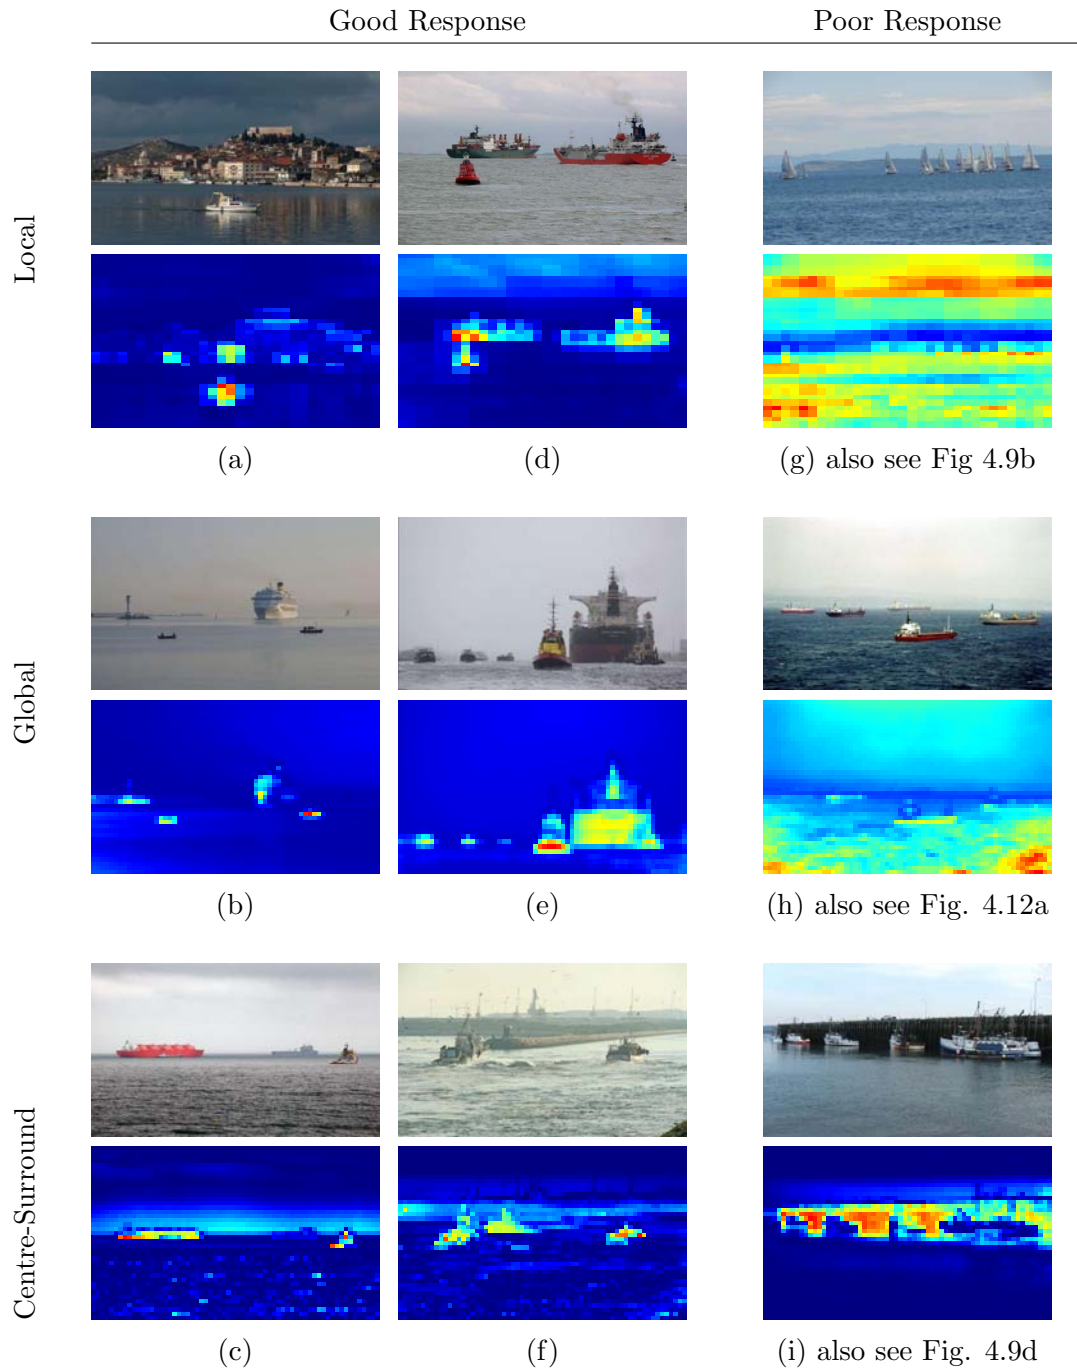 Good Response
Poor Response
Local
(a)
(d)
(g) also see Fig 4.9b
Global
(b)
(e)
(h) also see Fig. 4.12a
Centre-Surround
(c)
(f)
(i) also see Fig. 4.9d